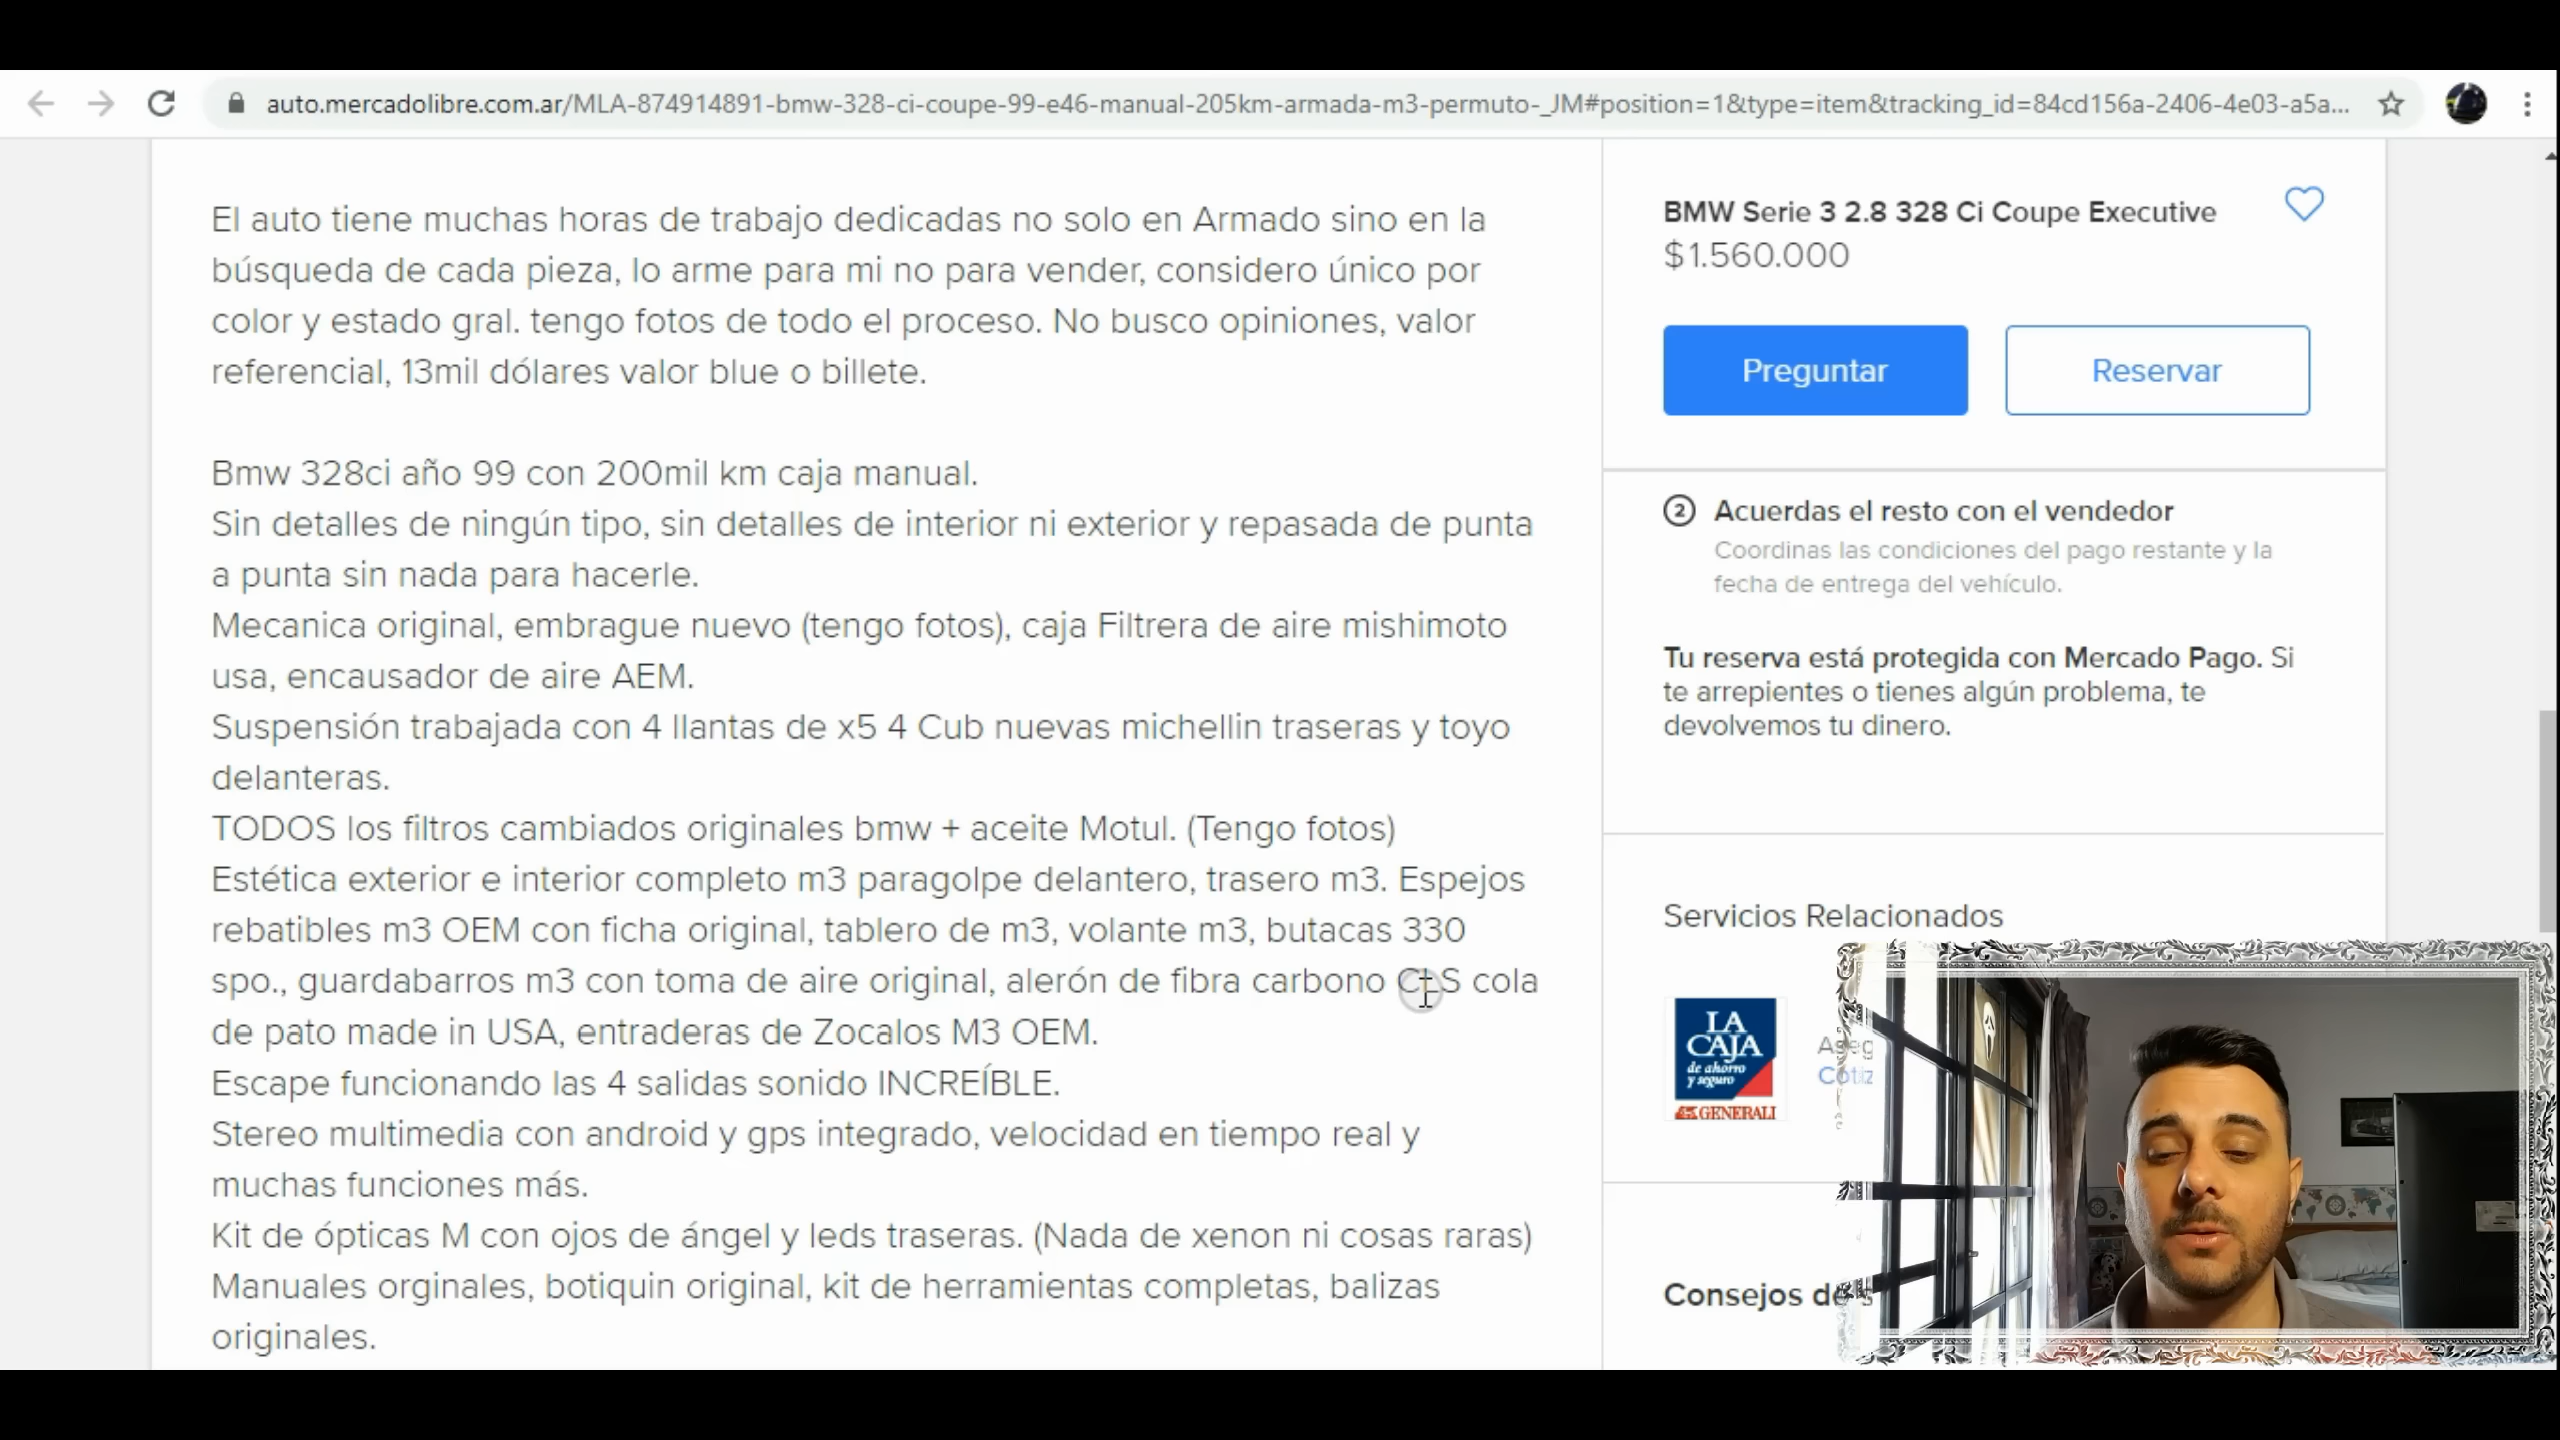 auto.mercadolibre.com.ar/MLA-874914891-bmw-328-ci-coupe-99-e46-manual-205km-armada-m3-permuto-_JM#position=1&type=item&tracking_id=84cd156a-2406-4e03-a5a...
El auto tiene muchas horas de trabajo dedicadas no solo en Armado sino en la
búsqueda de cada pieza, lo arme para mi no para vender, considero único por
color y estado gral. tengo fotos de todo el proceso. No busco opiniones, valor
referencial, 13mil dólares valor blue o billete.
Bmw 328ci año 99 con 200mil km caja manual.
Sin detalles de ningún tipo, sin detalles de interior ni exterior y repasada de punta
a punta sin nada para hacerle.
Mecanica original, embrague nuevo (tengo fotos), caja Filtrera de aire mishimoto
usa, encausador de aire AEM.
Suspensión trabajada con 4 llantas de x5 4 Cub nuevas michellin traseras y toyo
delanteras.
TODOS los filtros cambiados originales bmw + aceite Motul. (Tengo fotos)
Estética exterior e interior completo m3 paragolpe delantero, trasero m3. Espejos
rebatibles m3 OEM con ficha original, tablero de m3, volante m3, butacas 330
spo., guardabarros m3 con toma de aire original, alerón de fibra carbono CLS cola
de pato made in USA, entraderas de Zocalos M3 OEM.
Escape funcionando las 4 salidas sonido INCREÍBLE.
Stereo multimedia con android y gps integrado, velocidad en tiempo real y
muchas funciones más.
Kit de ópticas M con ojos de ángel y leds traseras. (Nada de xenon ni cosas raras)
Manuales orginales, botiquin original, kit de herramientas completas, balizas
originales.
BMW Serie 3 2.8 328 Ci Coupe Executive
$1.560.000
Preguntar
Reservar
2 Acuerdas el resto con el vendedor
Coordinas las condiciones del pago restante y la
fecha de entrega del vehículo.
Tu reserva está protegida con Mercado Pago. Si
te arrepientes o tienes algún problema, te
devolvemos tu dinero.
Servicios Relacionados
LA
CAJA
de ahorro
y seguro
GENERALI
Consejos de